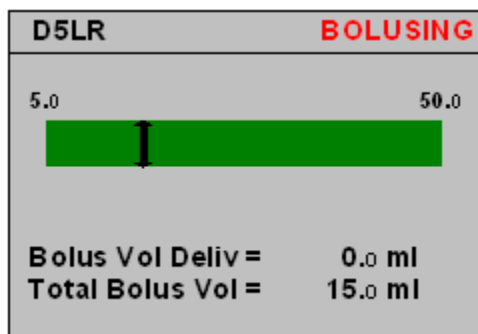 D5LR BOLUSING
5.0 50.0
Bolus Vol Deliv = 0.0 ml
Total Bolus Vol = 15.0 ml